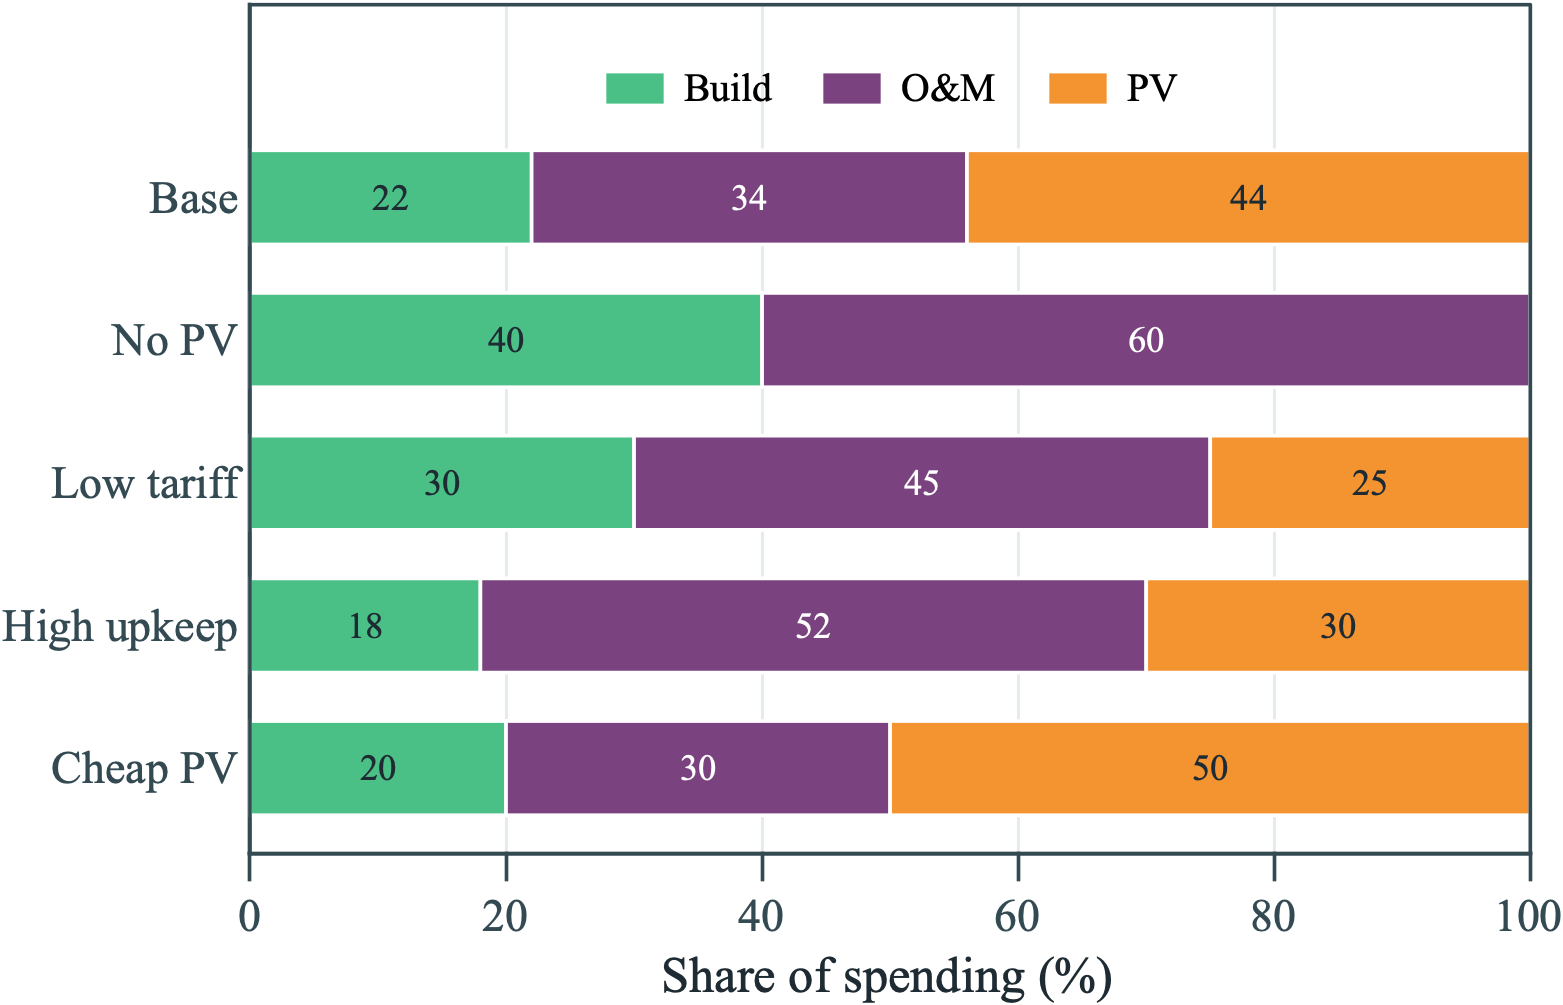 Build O&M PV
Base 22 34 44
No PV 40 60
Low tariff 30 45 25
High upkeep 18 52 30
Cheap PV 20 30 50
0 20 40 60 80 100
Share of spending (%)